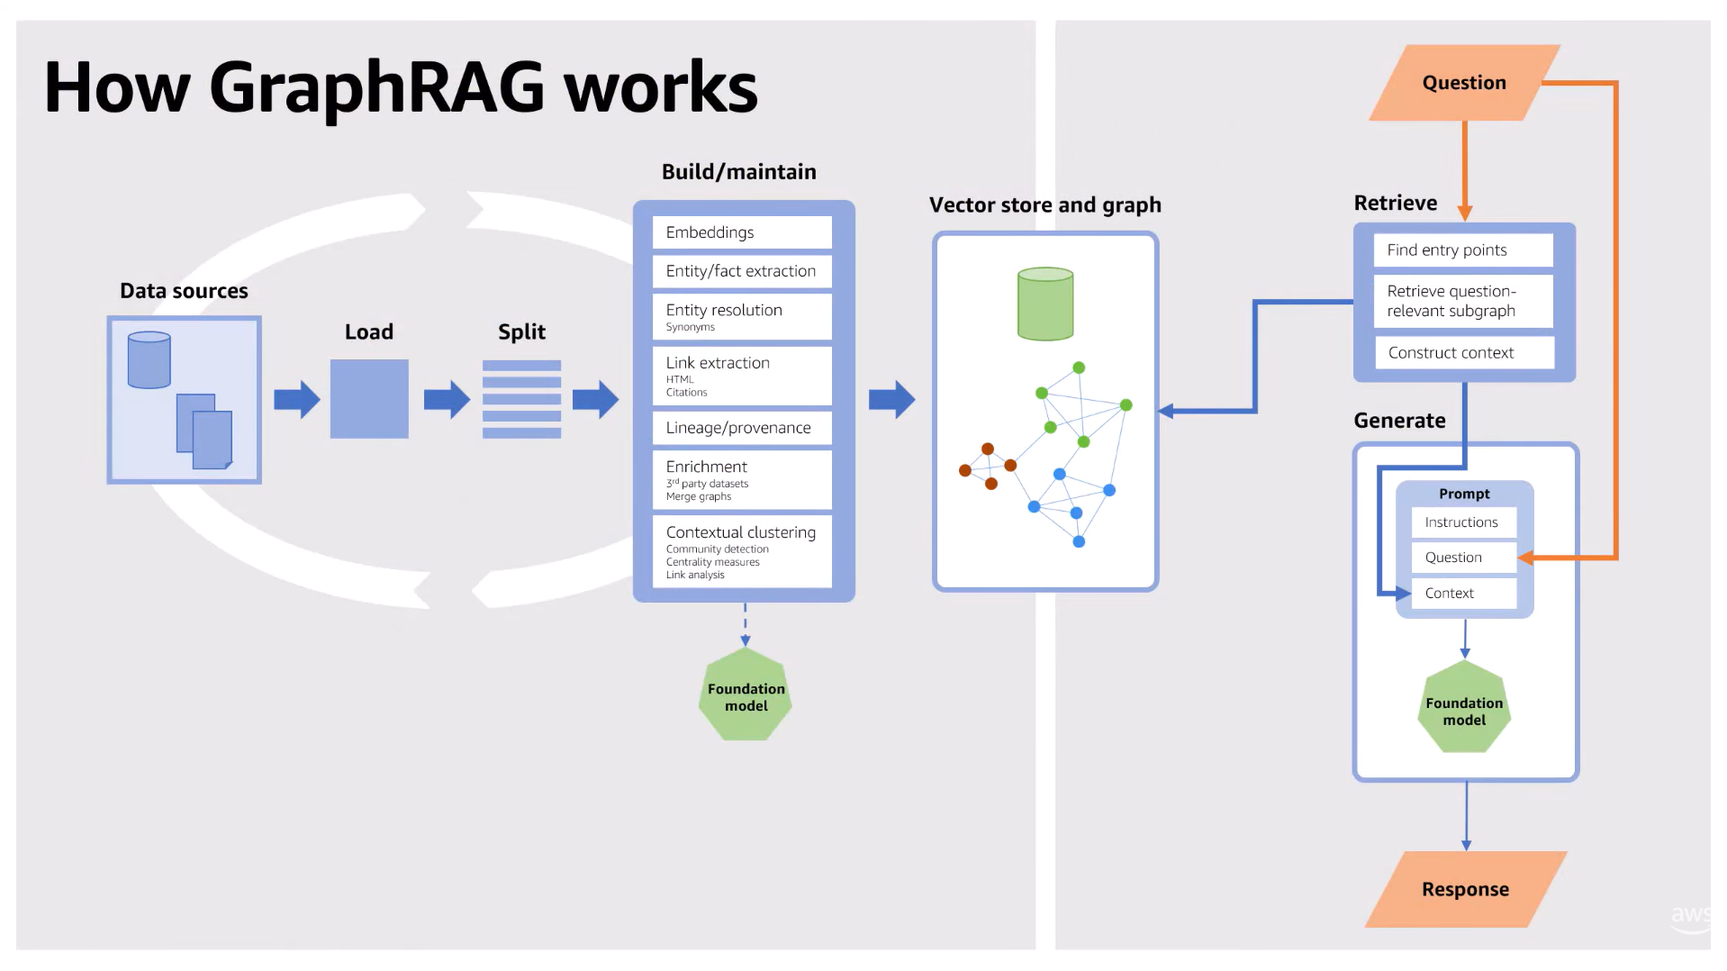 How GraphRAG works
Data sources
Load
Split
Build/maintain
Embeddings
Entity/fact extraction
Entity resolution
Synonyms
Link extraction
HTML
Citations
Lineage/provenance
Enrichment
3rd party datasets
Merge graphs
Contextual clustering
Community detection
Centrality measures
Link analysis
Foundation
model
Vector store and graph
Question
Retrieve
Find entry points
Retrieve question-
relevant subgraph
Construct context
Generate
Prompt
Instructions
Question
Context
Foundation
model
Response
aws